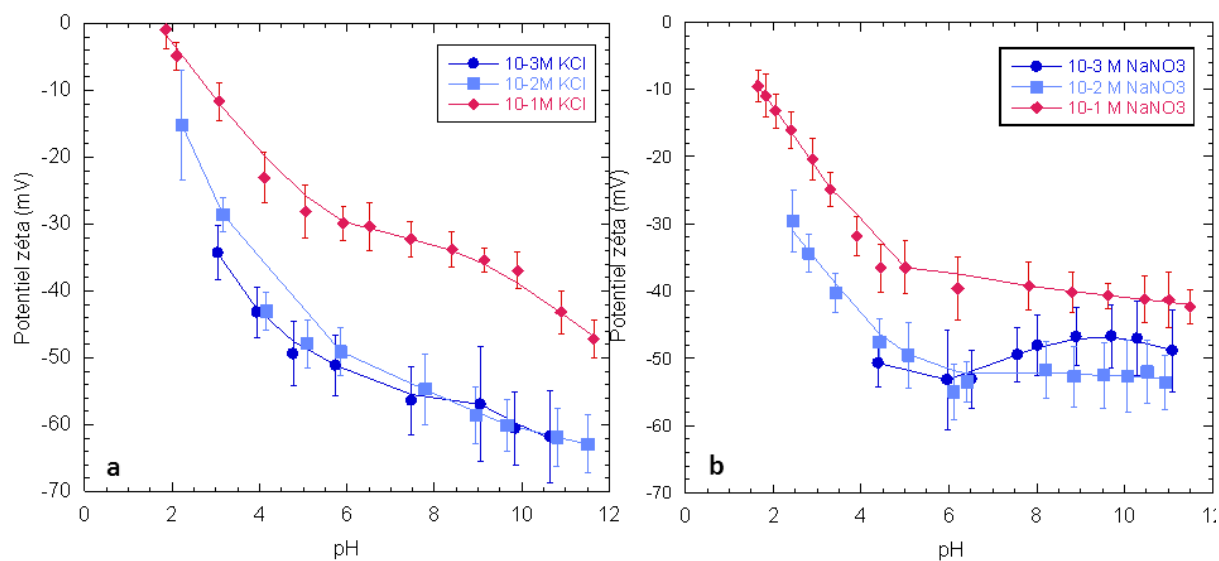 0
-10
-20
-30
-40
-50
-60
-70
Potentiel zéta (mV)
10-3M KCl
10-2M KCl
10-1M KCl
a
0 2 4 6 8 10 12
pH
0
-10
-20
-30
-40
-50
-60
-70
Potentiel zéta (mV)
10-3 M NaNO3
10-2 M NaNO3
10-1 M NaNO3
b
0 2 4 6 8 10 12
pH